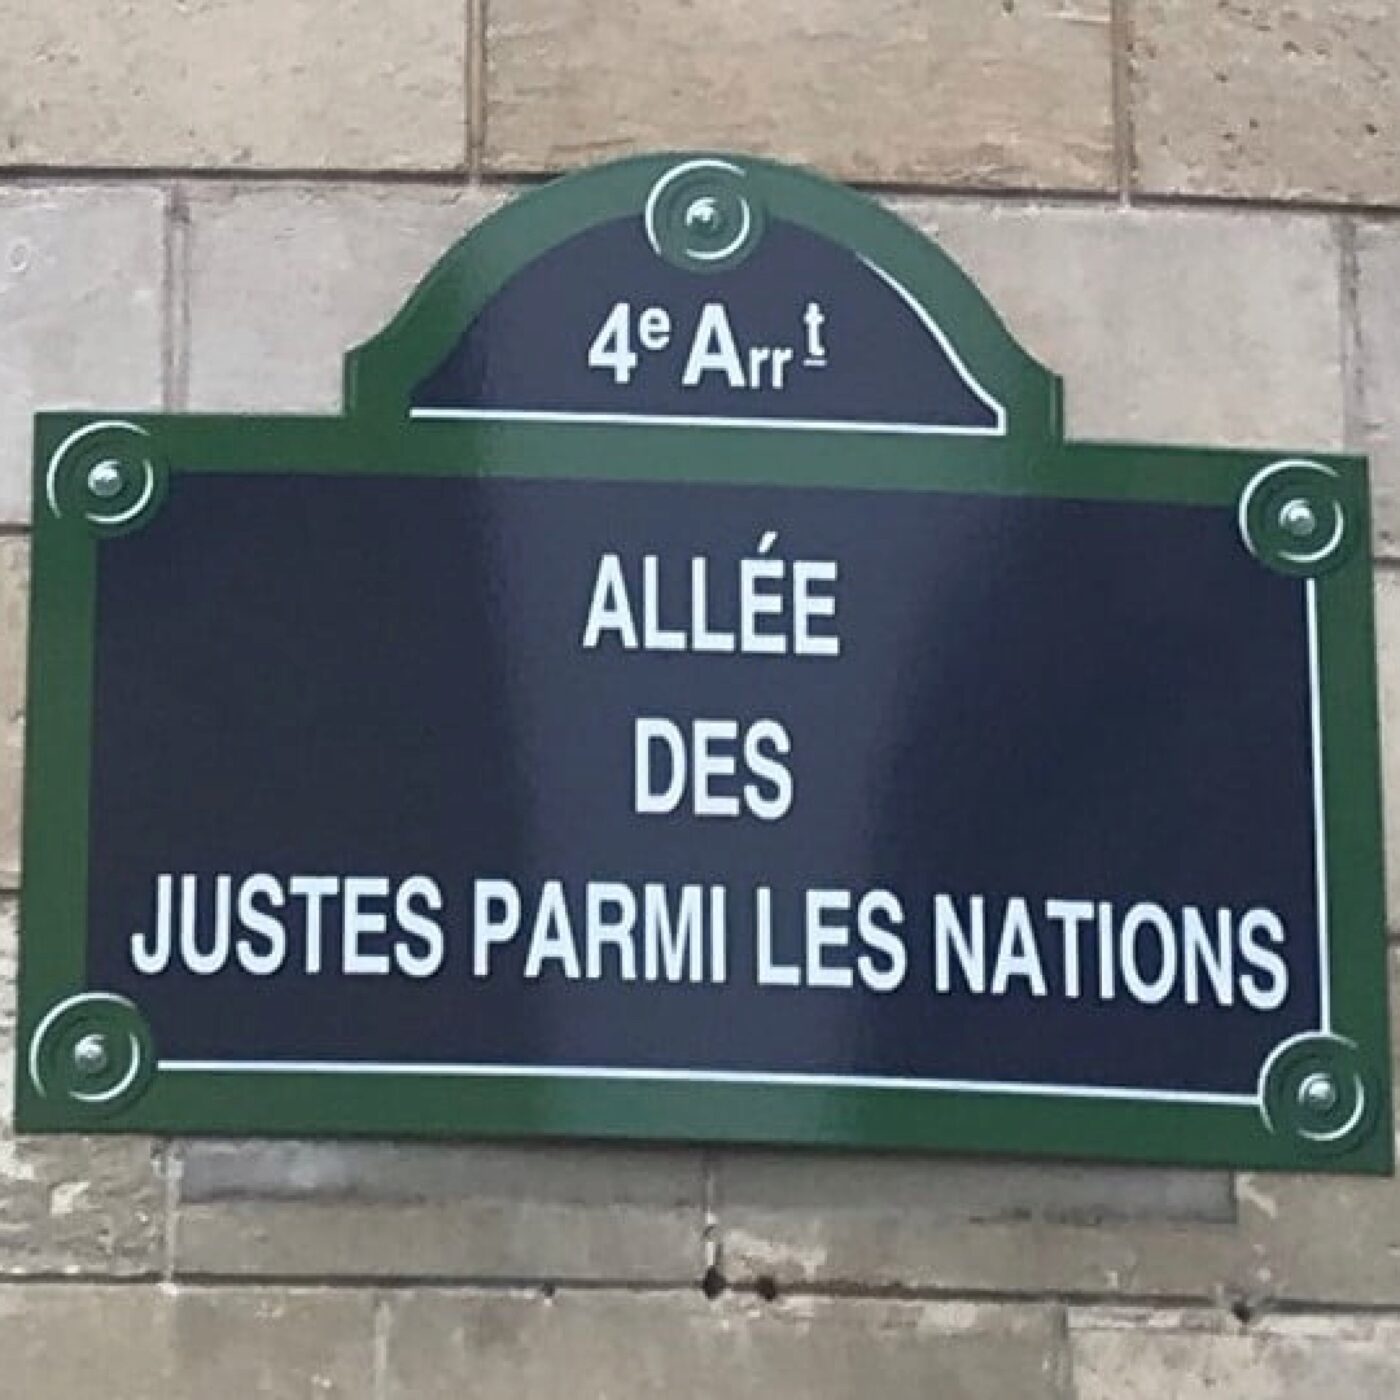 4e Arrt
ALLÉE
DES
JUSTES PARMI LES NATIONS